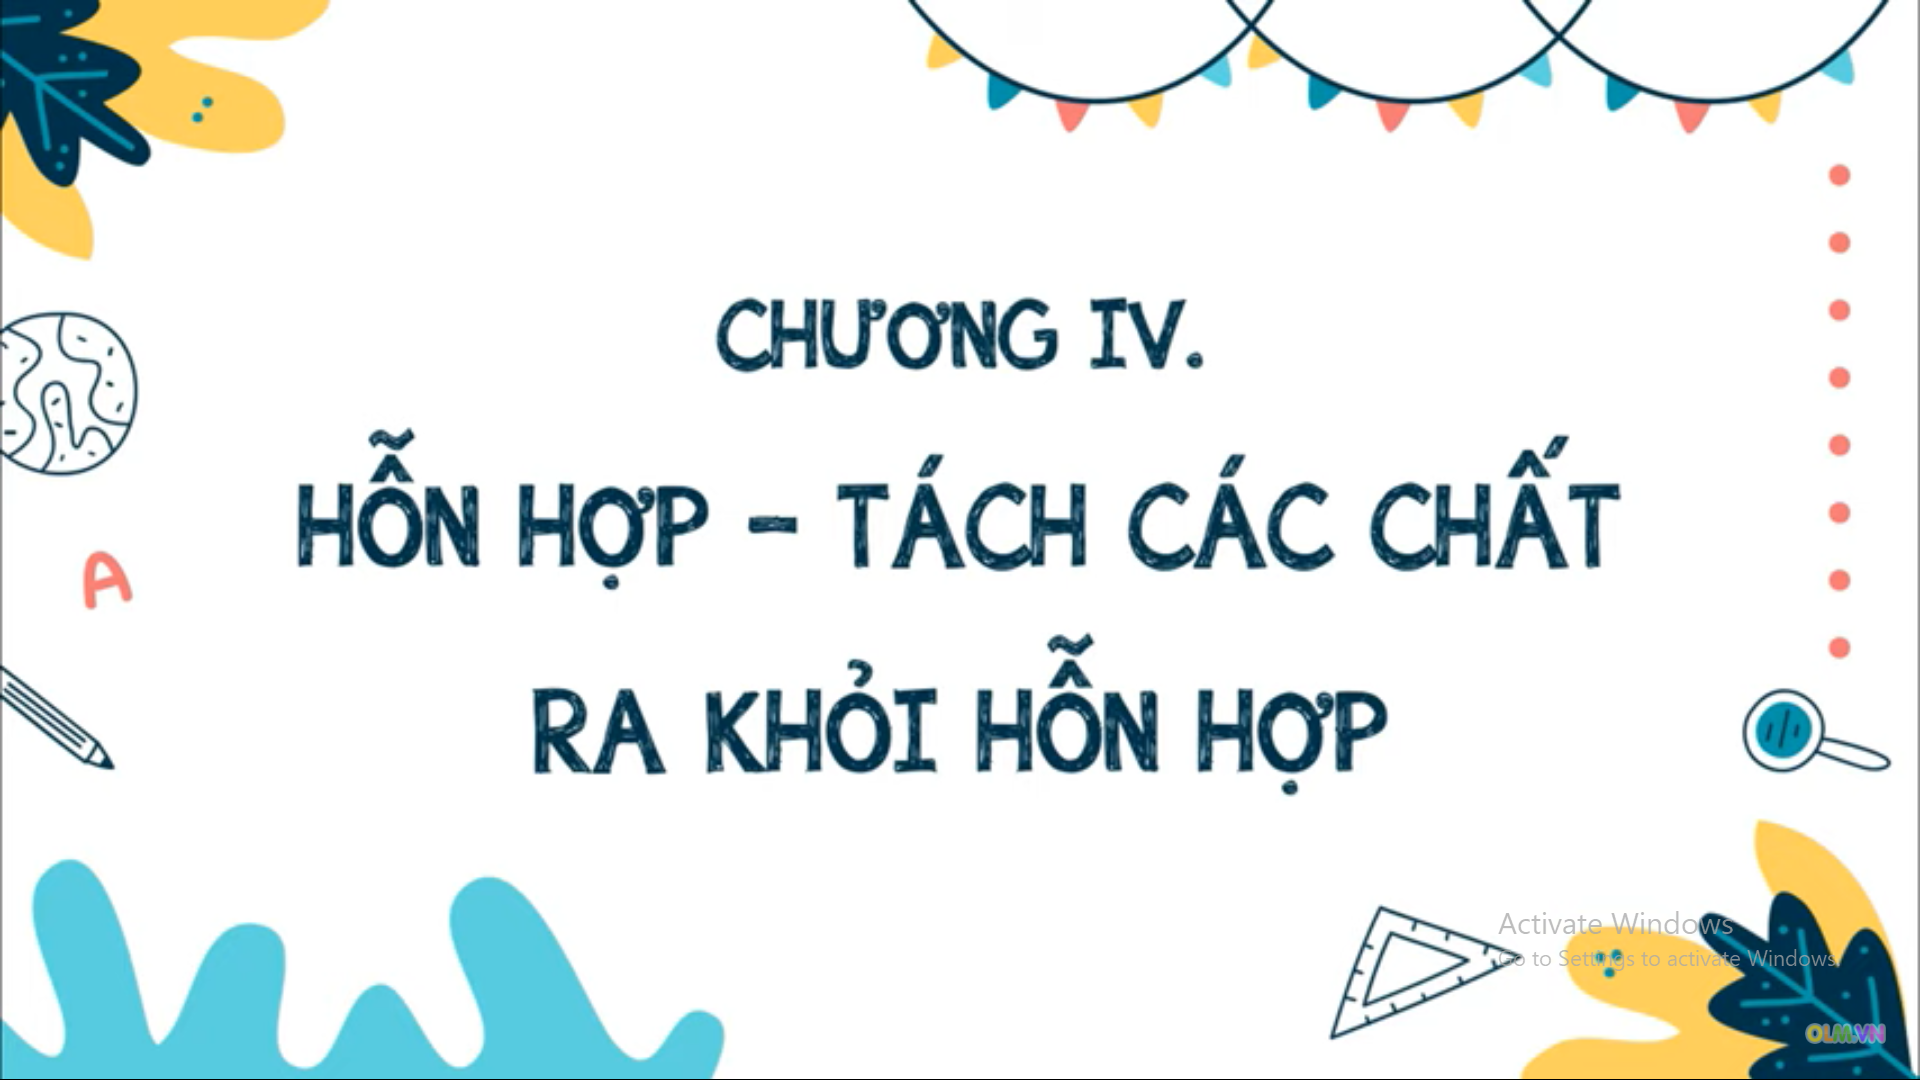 CHƯƠNG IV.
HỖN HỢP - TÁCH CÁC CHẤT
RA KHỎI HỖN HỢP
A
Activate Windows
Go to Settings to activate Windows.
OLM.VN